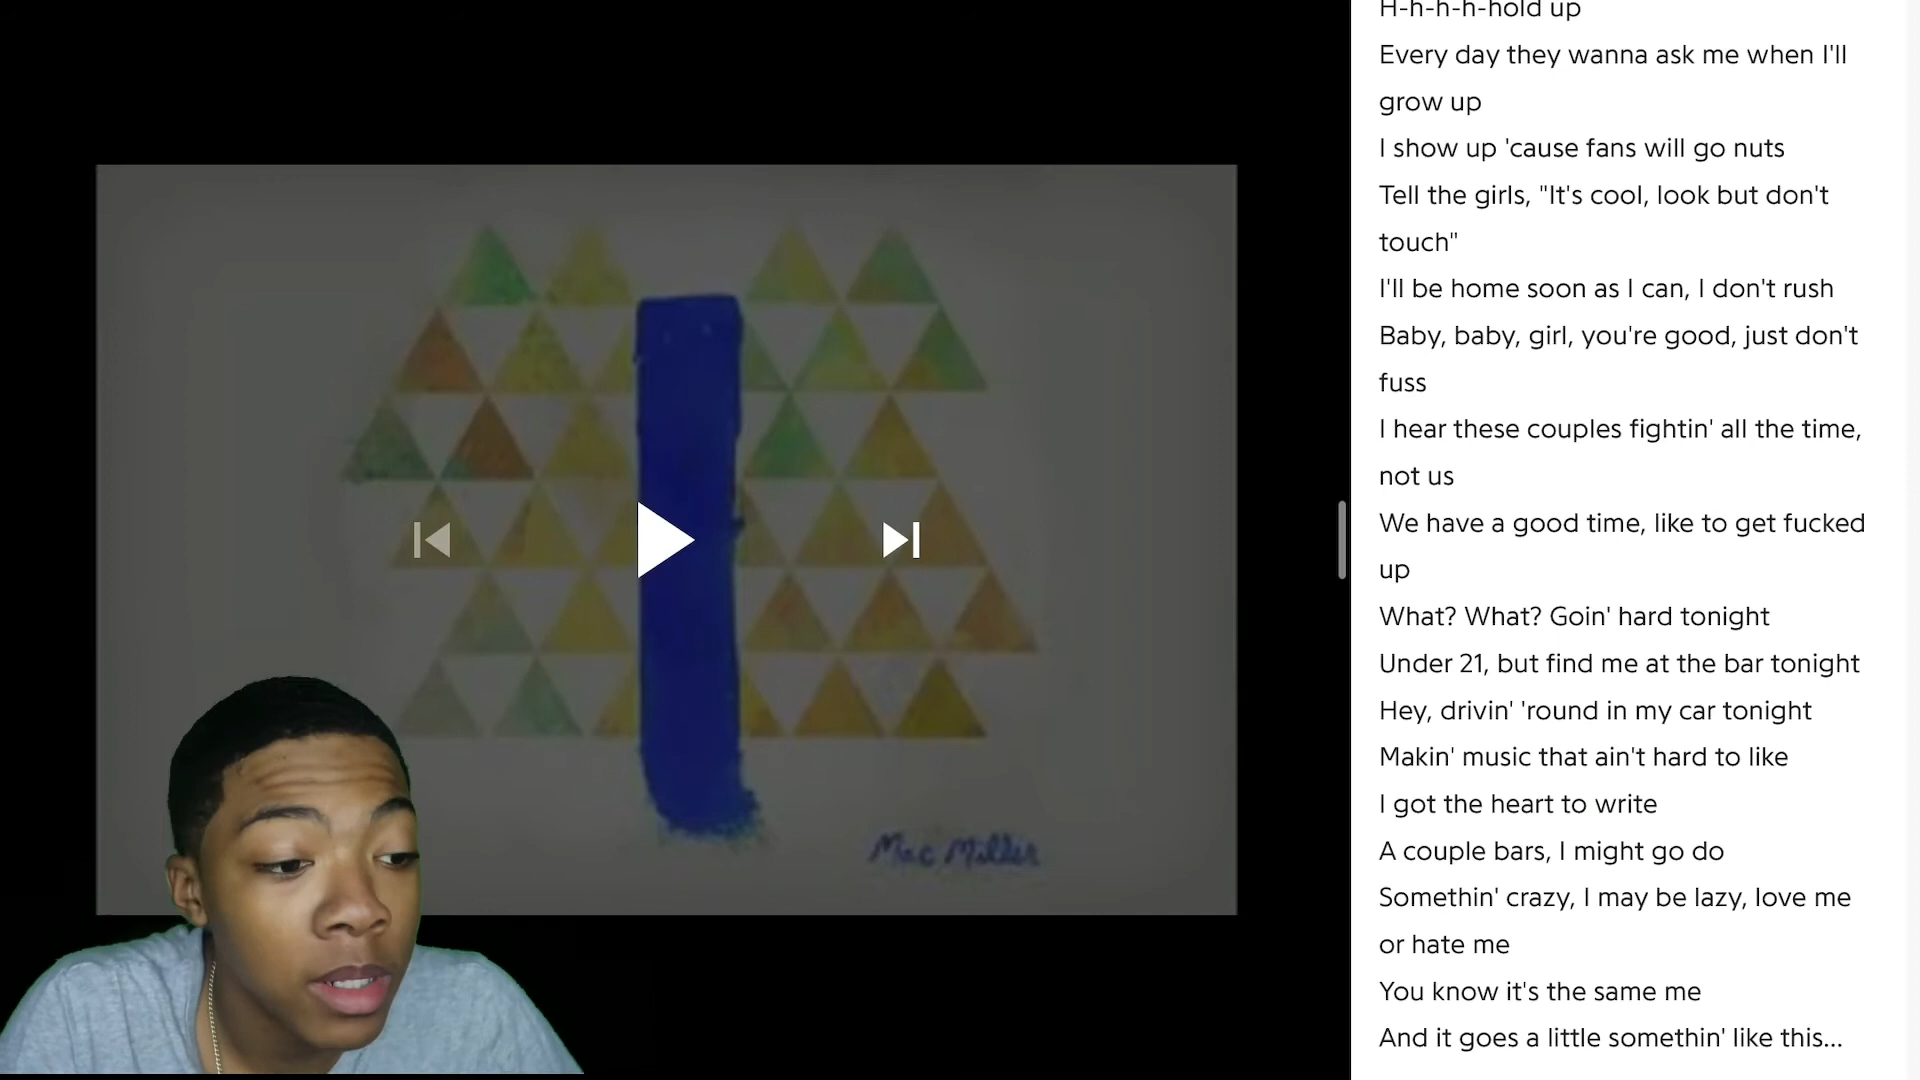 H-h-h-h-hold up
Every day they wanna ask me when I'll
grow up
I show up 'cause fans will go nuts
Tell the girls, "It's cool, look but don't
touch"
I'll be home soon as I can, I don't rush
Baby, baby, girl, you're good, just don't
fuss
I hear these couples fightin' all the time,
not us
We have a good time, like to get fucked
up
What? What? Goin' hard tonight
Under 21, but find me at the bar tonight
Hey, drivin' 'round in my car tonight
Makin' music that ain't hard to like
I got the heart to write
A couple bars, I might go do
Somethin' crazy, I may be lazy, love me
or hate me
You know it's the same me
And it goes a little somethin' like this...
Mac Miller